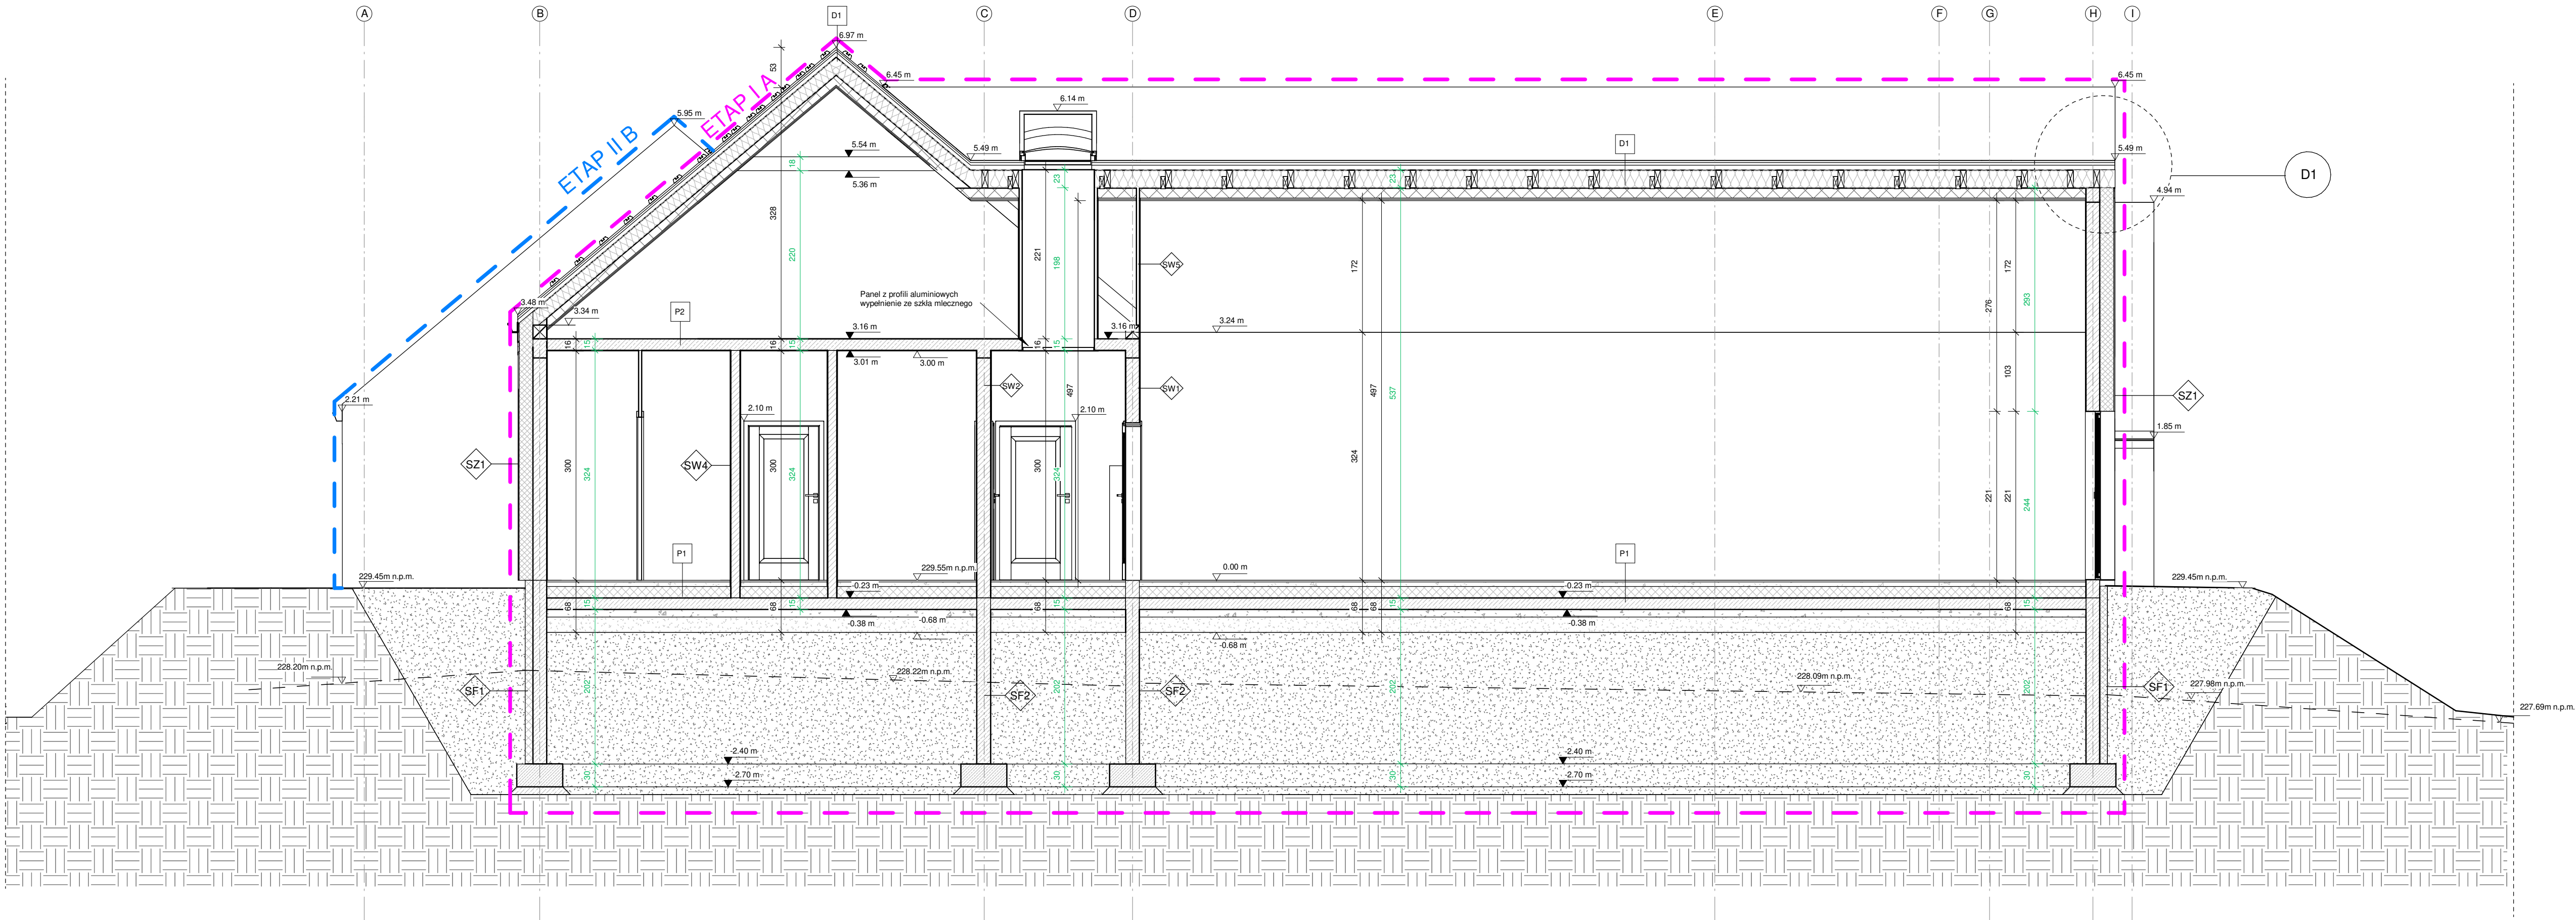 A
B
D1
C
D
E
F
G
H
I
6.97 m
53
6.45 m
6.45 m
ETAP I A
6.14 m
5.95 m
ETAP II B
5.54 m
5.49 m
D1
5.49 m
18
5.36 m
23
23
D1
4.94 m
328
220
221
198
SW5
172
172
276
293
Panel z profili aluminiowych
wypełnienie ze szkła mlecznego
3.48 m
3.34 m
P2
3.16 m
3.16 m
3.24 m
16
15
16
15
16
15
3.01 m
3.00 m
SW2
SW1
497
497
537
103
2.21 m
2.10 m
2.10 m
SZ1
1.85 m
SZ1
SW4
300
324
300
324
300
324
324
221
221
244
P1
P1
229.45m n.p.m.
229.55m n.p.m.
0.00 m
229.45m n.p.m.
-0.23 m
-0.23 m
68
15
68
15
68
15
68
68
15
68
15
-0.38 m
-0.68 m
-0.38 m
-0.68 m
228.20m n.p.m.
228.22m n.p.m.
228.09m n.p.m.
227.98m n.p.m.
227.69m n.p.m.
SF1
202
SF2
202
SF2
202
202
SF1
-2.40 m
-2.40 m
30
-2.70 m
30
30
-2.70 m
30